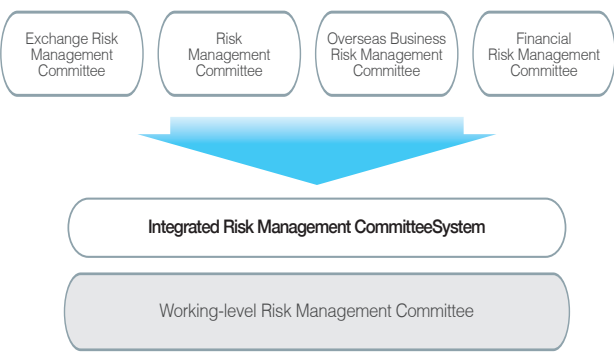 Exchange Risk
Management
Committee
Risk
Management
Committee
Overseas Business
Risk Management
Committee
Financial
Risk Management
Committee
Integrated Risk Management CommitteeSystem
Working-level Risk Management Committee